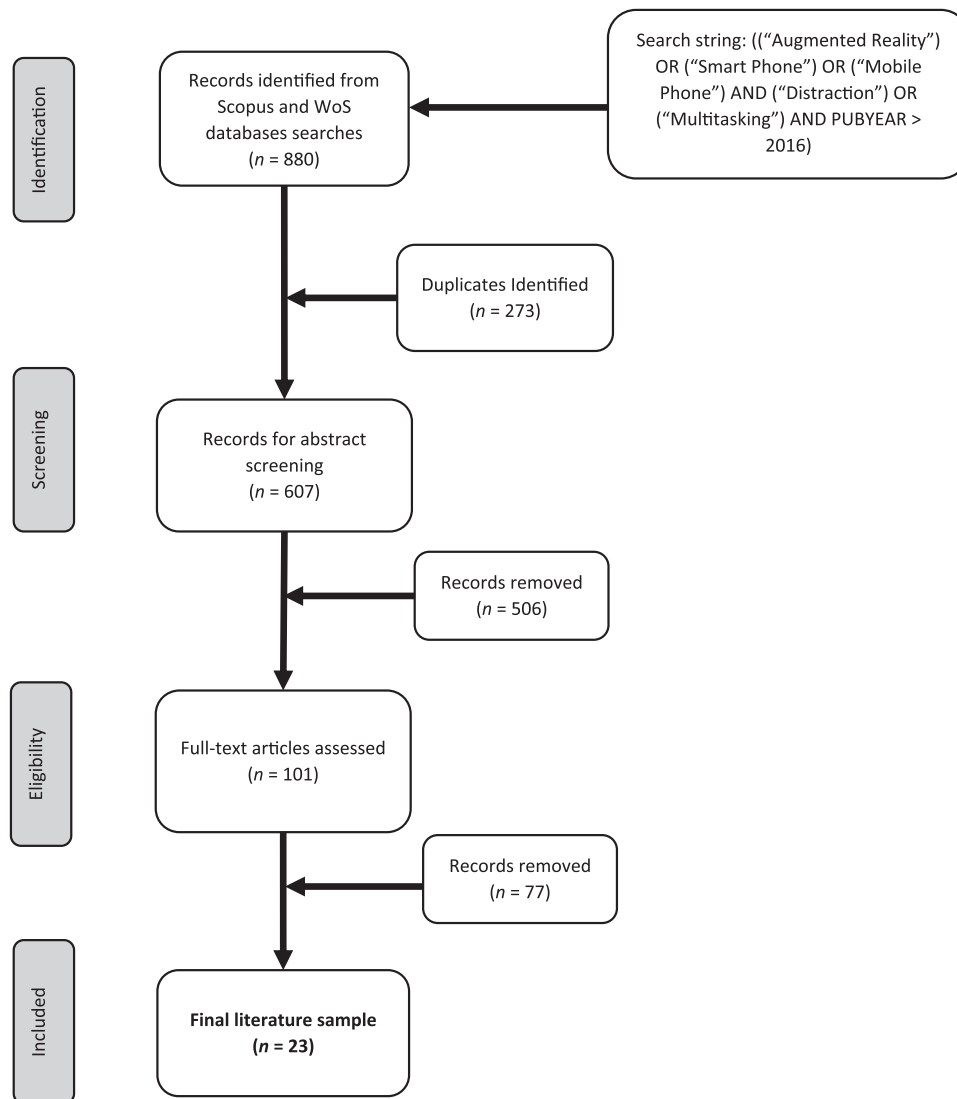 Identification
Records identified from
Scopus and WoS
databases searches
(n = 880)
Search string: ((“Augmented Reality”)
OR (“Smart Phone”) OR (“Mobile
Phone”) AND (“Distraction”) OR
(“Multitasking”) AND PUBYEAR >
2016)
Duplicates Identified
(n = 273)
Screening
Records for abstract
screening
(n = 607)
Records removed
(n = 506)
Eligibility
Full-text articles assessed
(n = 101)
Records removed
(n = 77)
Included
Final literature sample
(n = 23)